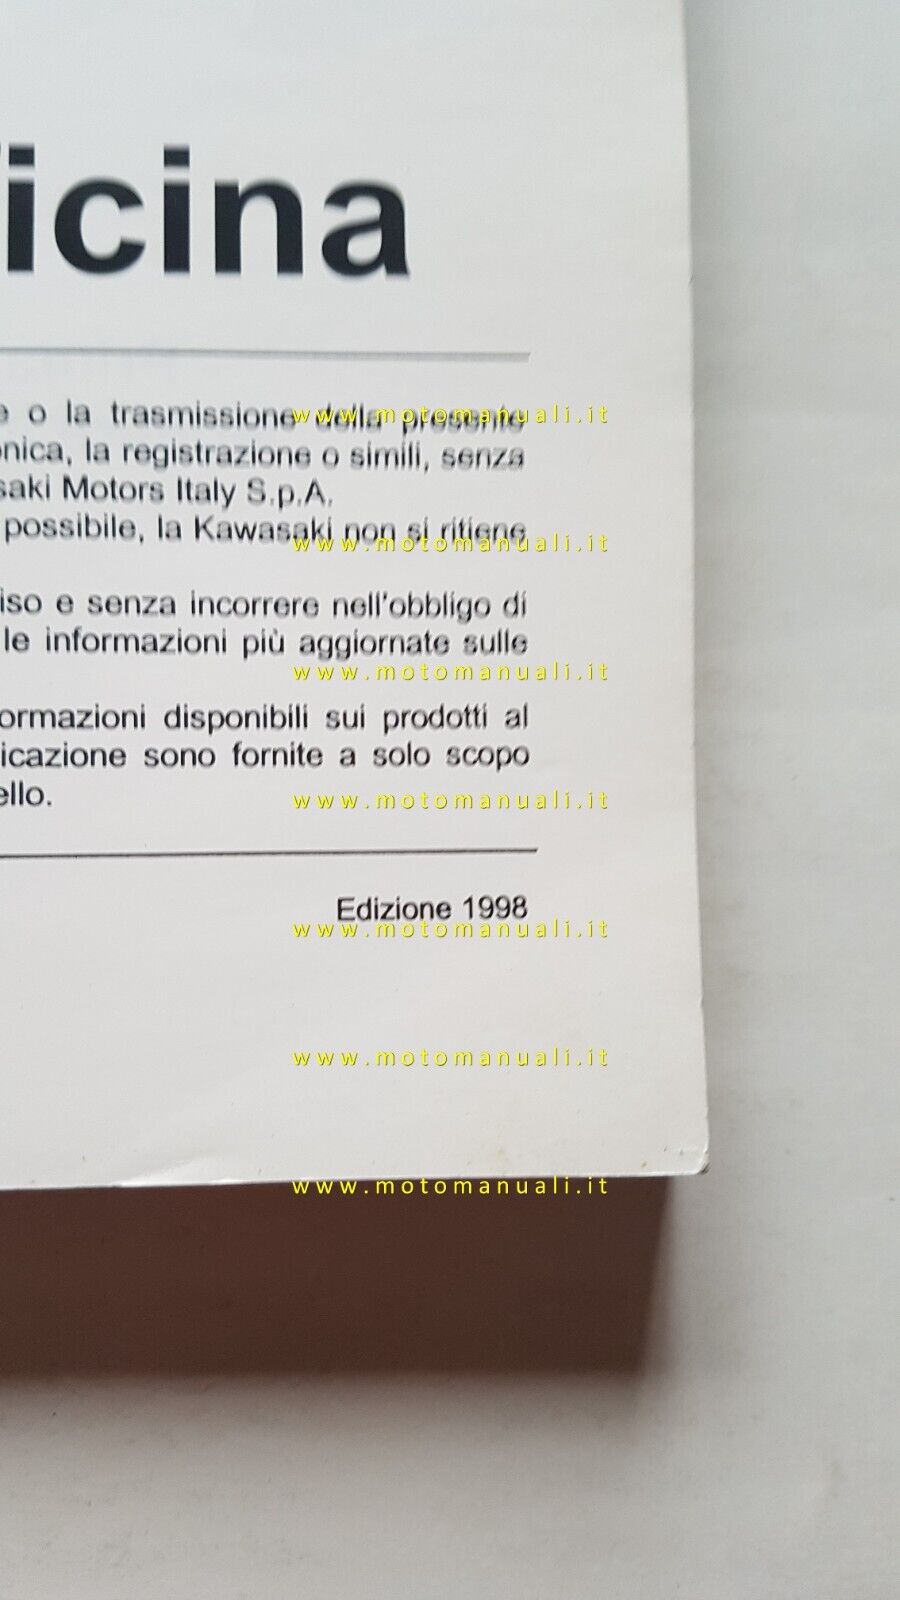 icina
e o la trasmissione della presente
www.motomanuali.it
onica, la registrazione o simili, senza
saki Motors Italy S.p.A.
possibile, la Kawasaki non si ritiene
www.motomanuali.it
iso e senza incorrere nell'obbligo di
le informazioni più aggiornate sulle
www.motomanuali.it
ormazioni disponibili sui prodotti al
icazione sono fornite a solo scopo
ello.
www.motomanuali.it
Edizione 1998
www.motomanuali.it
www.motomanuali.it
www.motomanuali.it